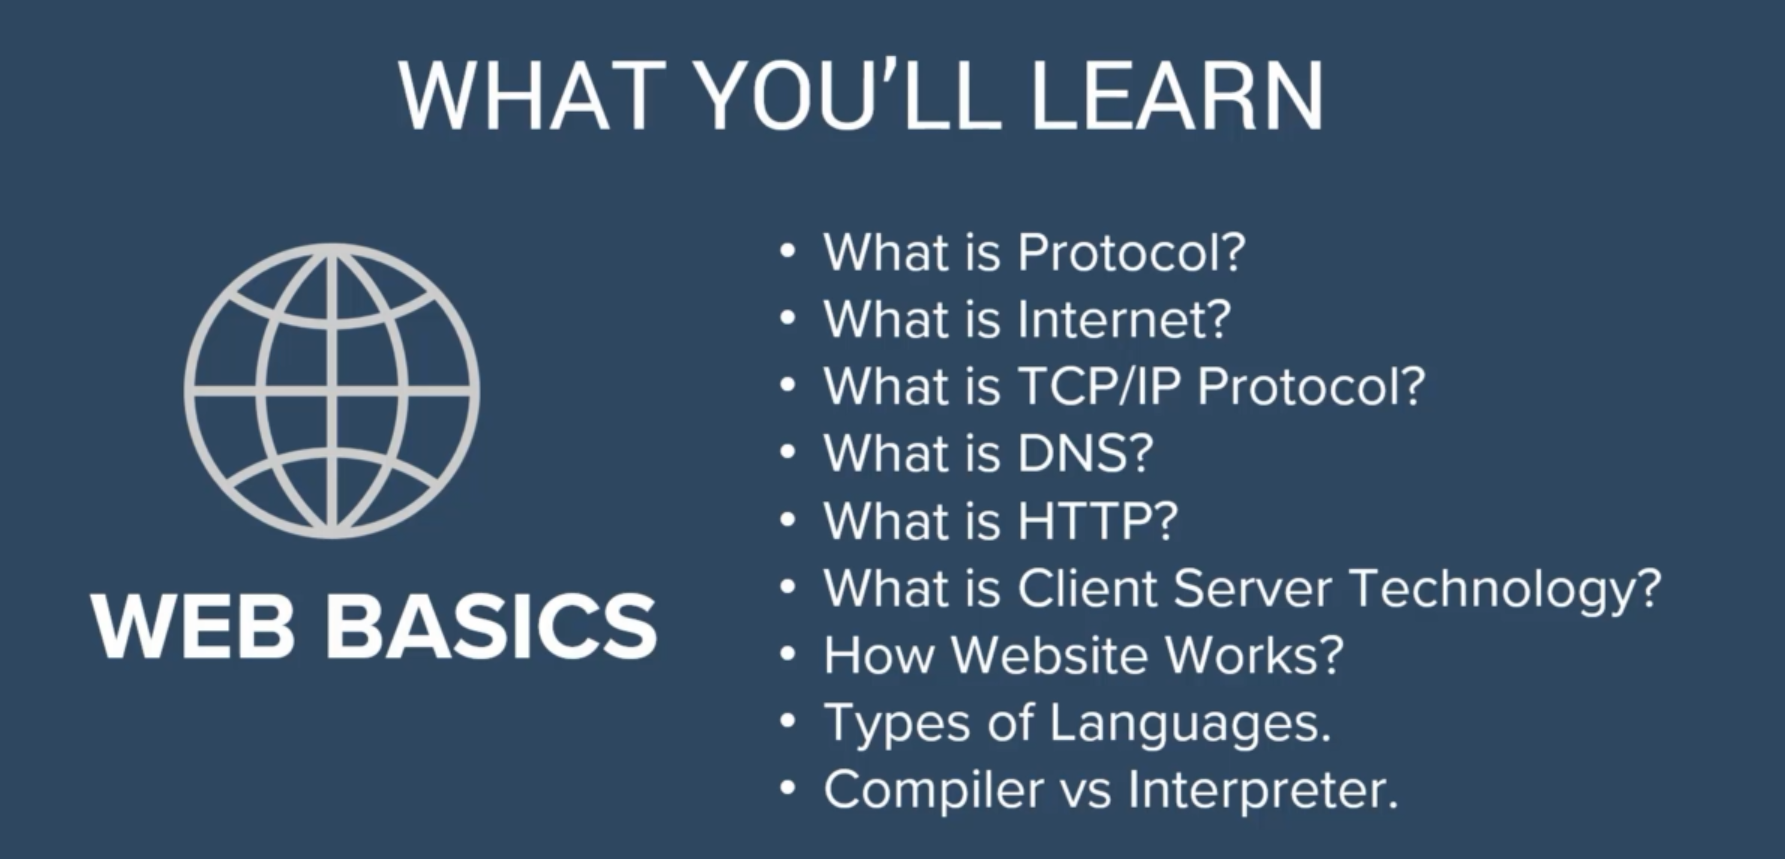 WHAT YOU’LL LEARN
WEB BASICS
• What is Protocol?
• What is Internet?
• What is TCP/IP Protocol?
• What is DNS?
• What is HTTP?
• What is Client Server Technology?
• How Website Works?
• Types of Languages.
• Compiler vs Interpreter.